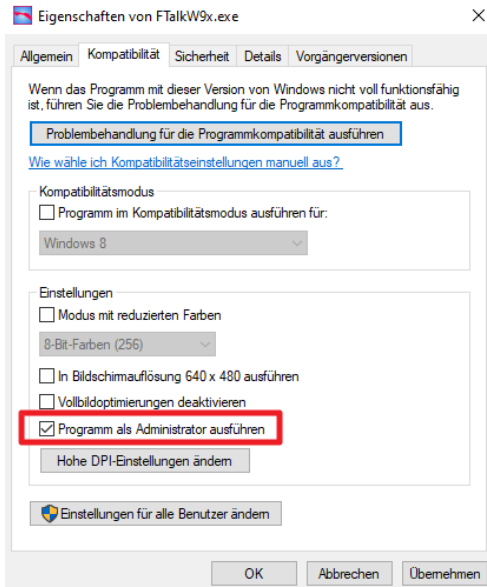 Eigenschaften von FTalkW9x.exe
Allgemein Kompatibilität Sicherheit Details Vorgängerversionen
Wenn das Programm mit dieser Version von Windows nicht voll funktionsfähig
ist, führen Sie die Problembehandlung für die Programmkompatibilität aus.
Problembehandlung für die Programmkompatibilität ausführen
Wie wähle ich Kompatibilitätseinstellungen manuell aus?
Kompatibilitätsmodus
Programm im Kompatibilitätsmodus ausführen für:
Windows 8
Einstellungen
Modus mit reduzierten Farben
8-Bit-Farben (256)
In Bildschirmauflösung 640 x 480 ausführen
Vollbildoptimierungen deaktivieren
Programm als Administrator ausführen
Hohe DPI-Einstellungen ändern
Einstellungen für alle Benutzer ändern
OK Abbrechen Übernehmen